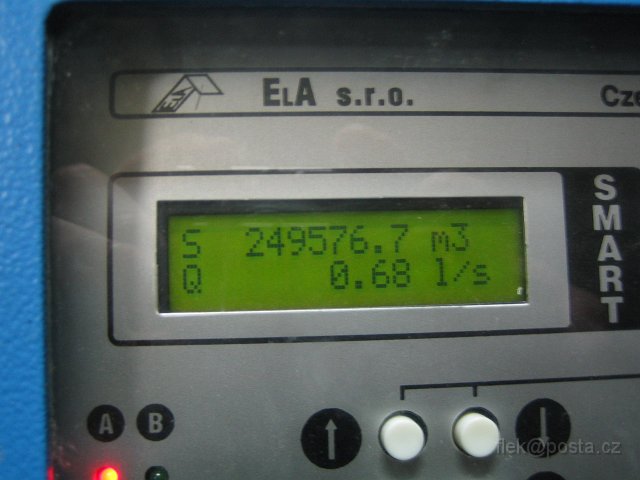 ELA s.r.o.
Cze
SMART
S 249576.7 m3
Q 0.68 l/s
A B
flek@posta.cz